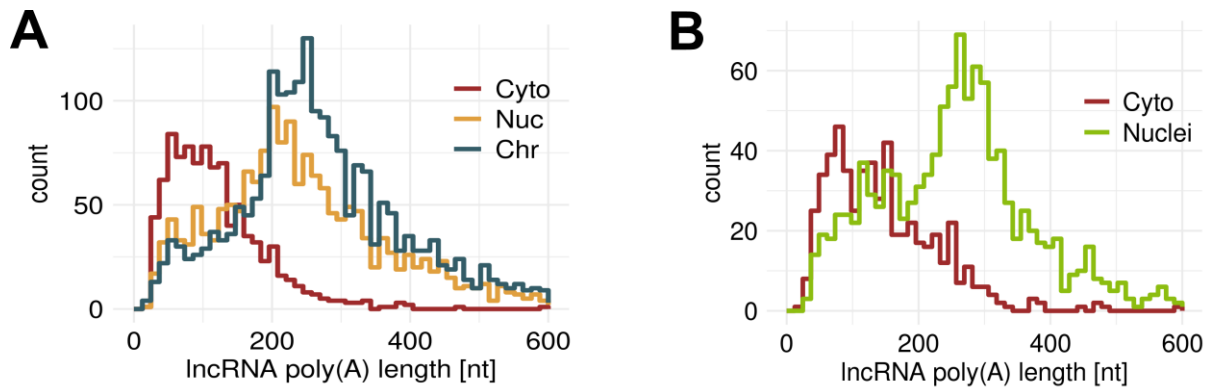 A
count
100
50
0
Cyto
Nuc
Chr
0 200 400 600
lncRNA poly(A) length [nt]
B
count
60
40
20
0
Cyto
Nuclei
0 200 400 600
lncRNA poly(A) length [nt]